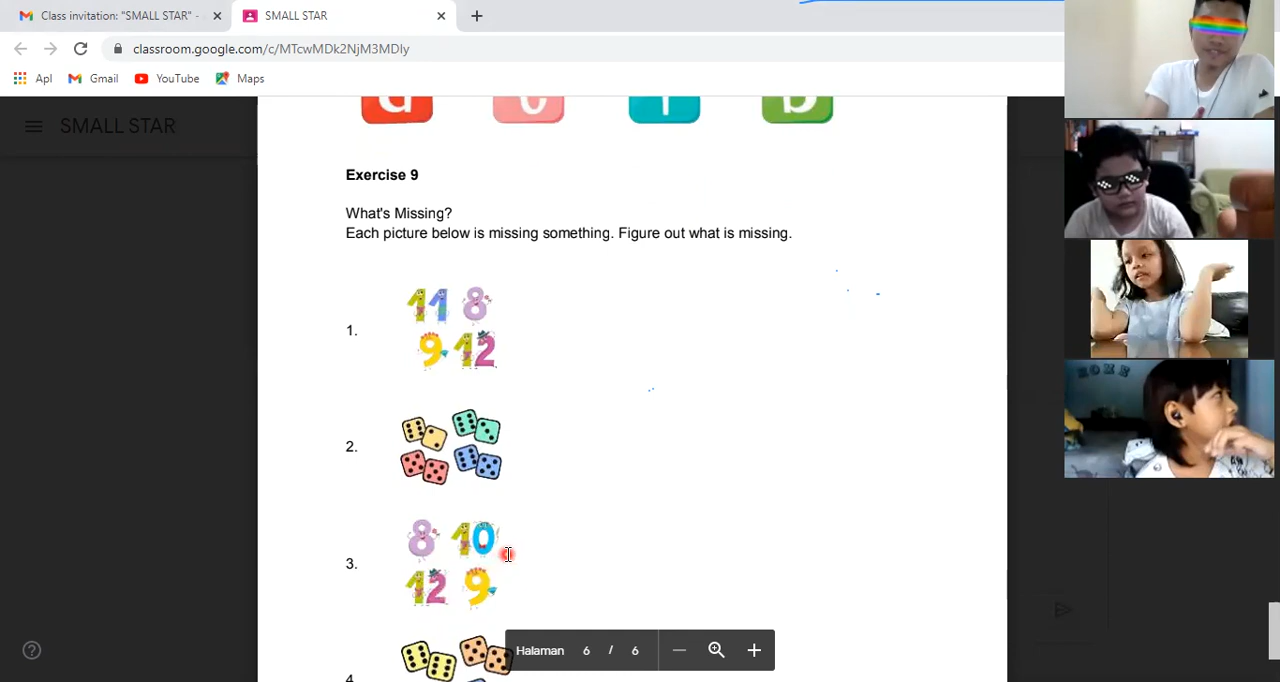 Class invitation: "SMALL STAR" -
SMALL STAR
classroom.google.com/c/MTcwMDk2NjM3MDIy
Apl
Gmail
YouTube
Maps
SMALL STAR
Exercise 9
What's Missing?
Each picture below is missing something. Figure out what is missing.
1.
11 8
9 12
2.
3.
8 10
12 9
4.
Halaman 6 / 6
HOME